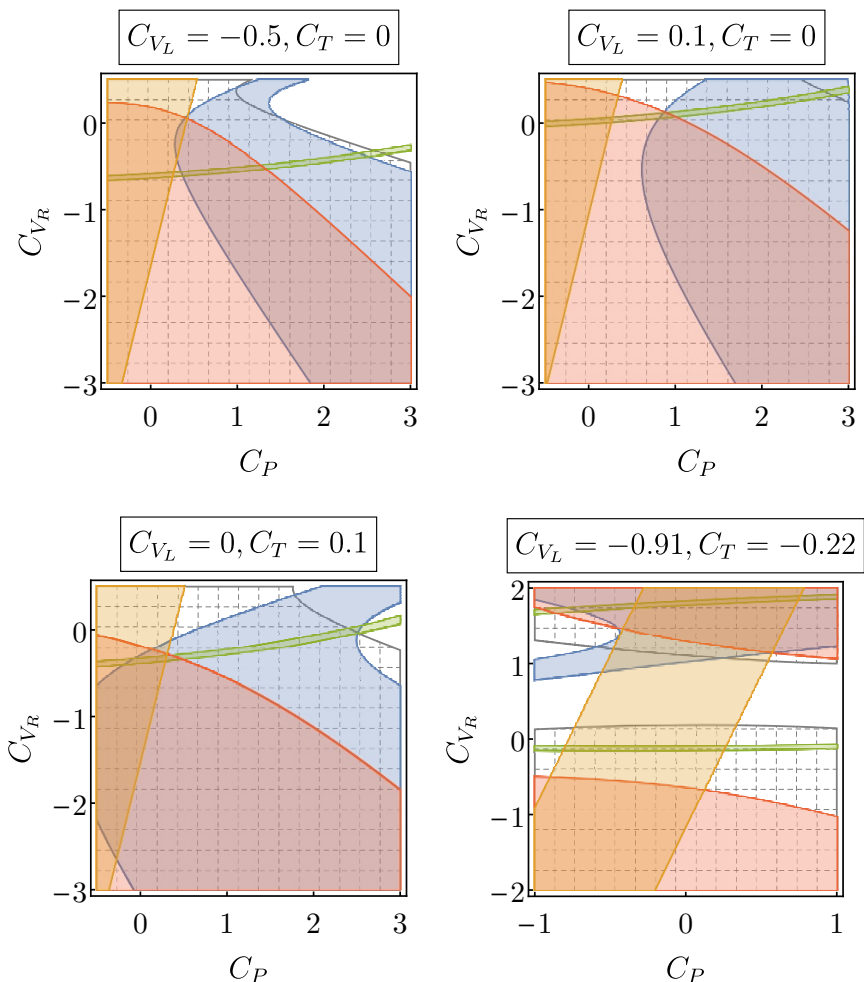 C_{V_L} = −0.5, C_T = 0
C_{V_L} = 0.1, C_T = 0
0
−1
−2
−3
C_{V_R}
0 1 2 3
C_P
0
−1
−2
−3
C_{V_R}
0 1 2 3
C_P
C_{V_L} = 0, C_T = 0.1
C_{V_L} = −0.91, C_T = −0.22
0
−1
−2
−3
C_{V_R}
0 1 2 3
C_P
2
1
0
−1
−2
C_{V_R}
−1 0 1
C_P